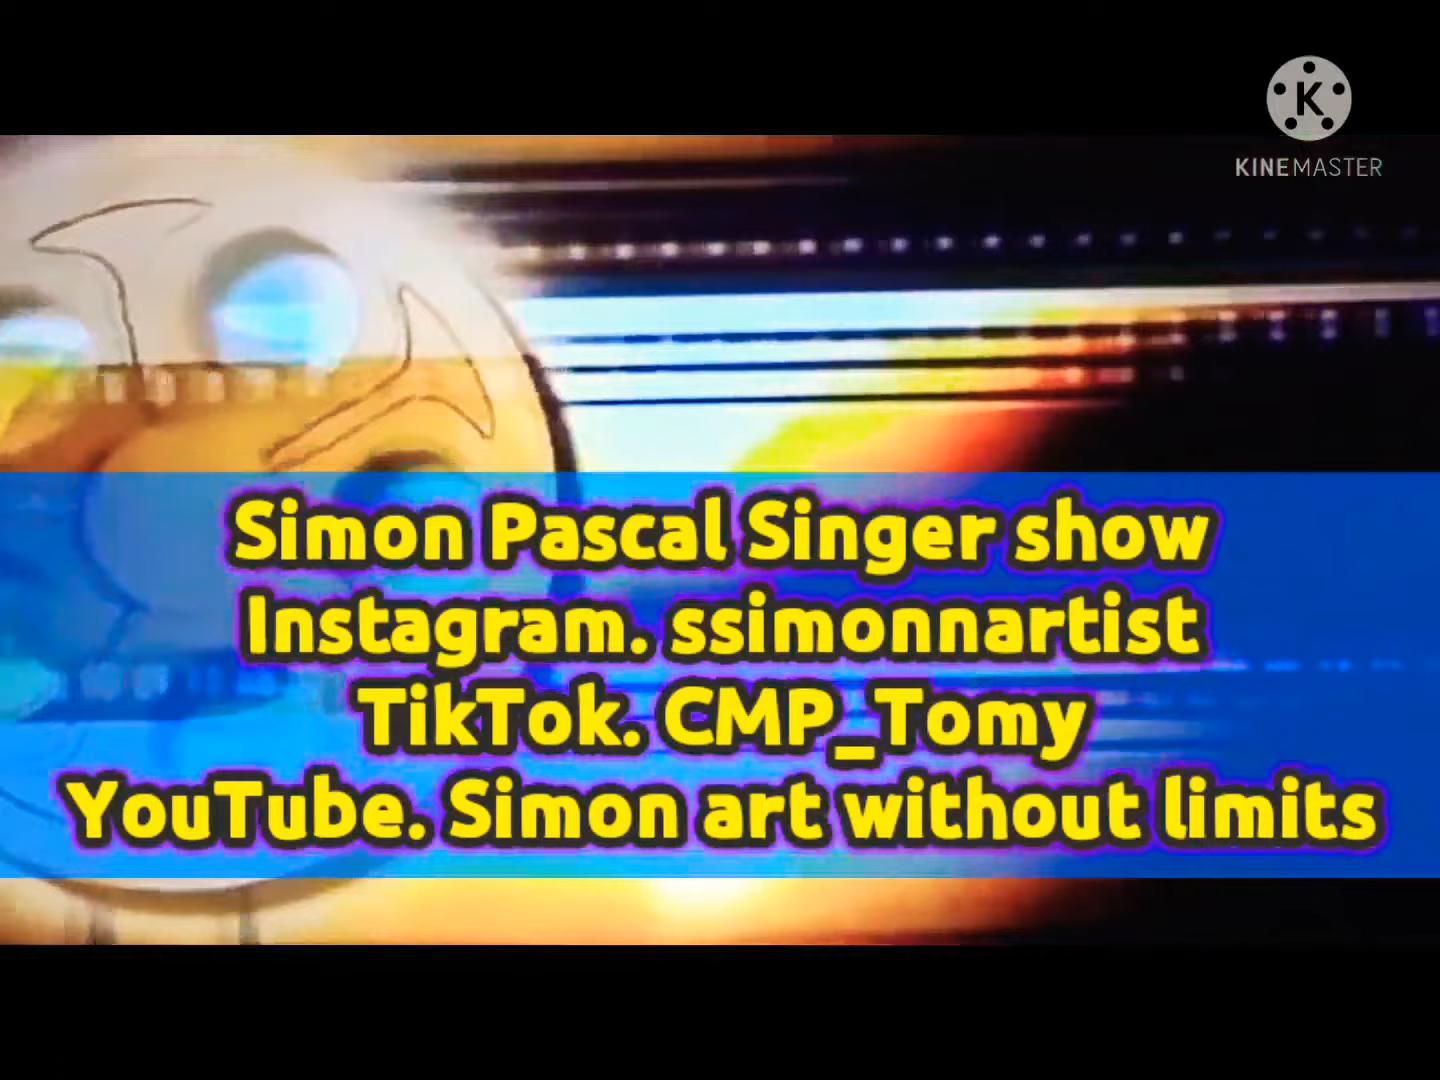 K
KINEMASTER
Simon Pascal Singer show
Instagram. ssimonnartist
TikTok. CMP_Tomy
YouTube. Simon art without limits